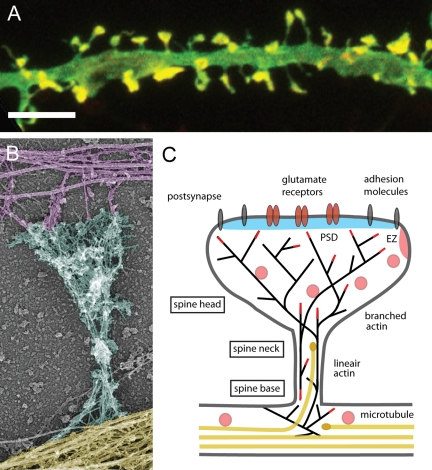 A
B
C
glutamate
receptors
adhesion
molecules
postsynapse
PSD
EZ
spine head
branched
actin
spine neck
lineair
actin
spine base
microtubule